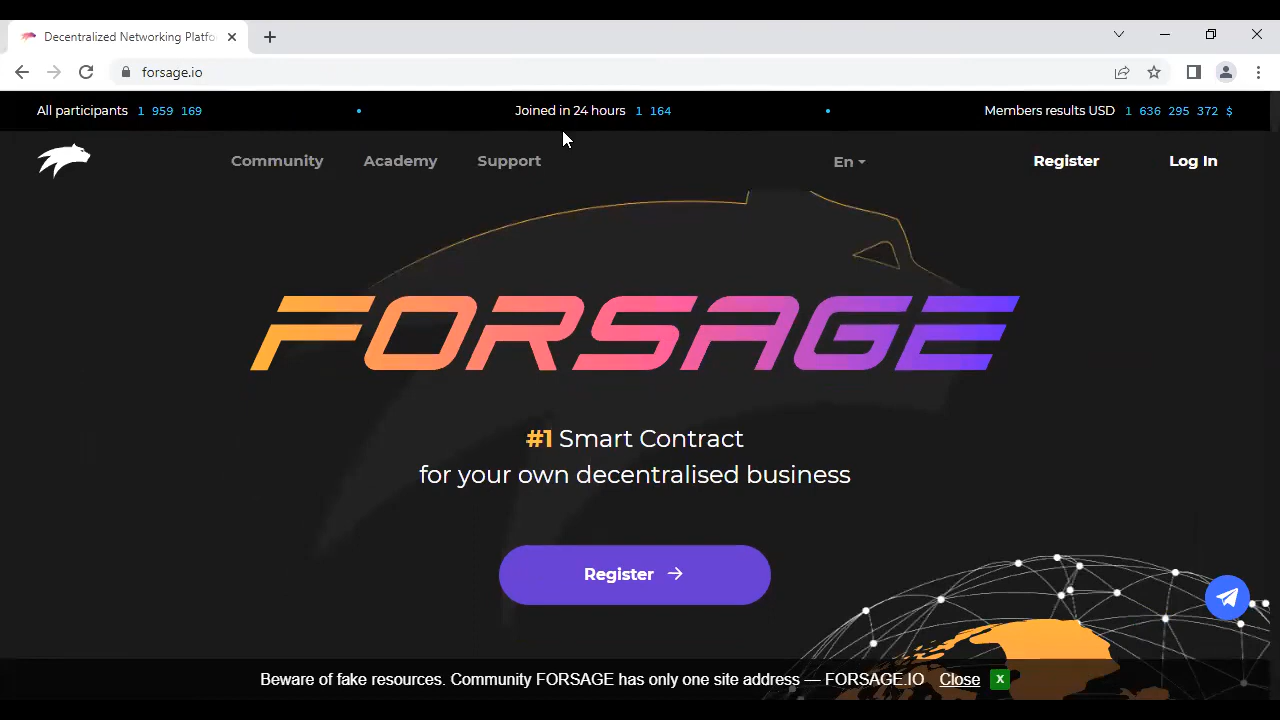 Decentralized Networking Platfo
forsage.io
All participants 1 959 169 • Joined in 24 hours 1 164 • Members results USD 1 636 295 372 $
Community Academy Support En Register Log In
FORSAGE
#1 Smart Contract
for your own decentralised business
Register →
Beware of fake resources. Community FORSAGE has only one site address — FORSAGE.IO Close X